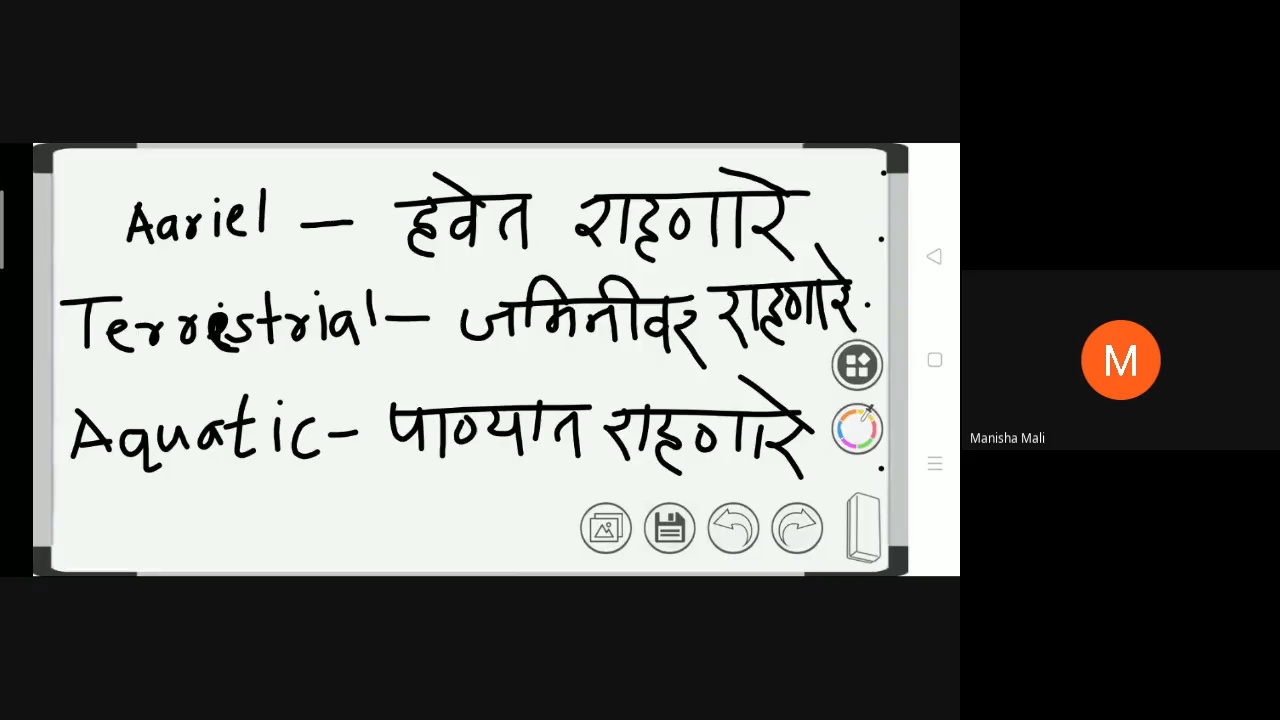 Aariel – हवेत राहणारे
Terrestrial – जमिनीवर राहणारे.
Aquatic – पाण्यात राहणारे
M
Manisha Mali